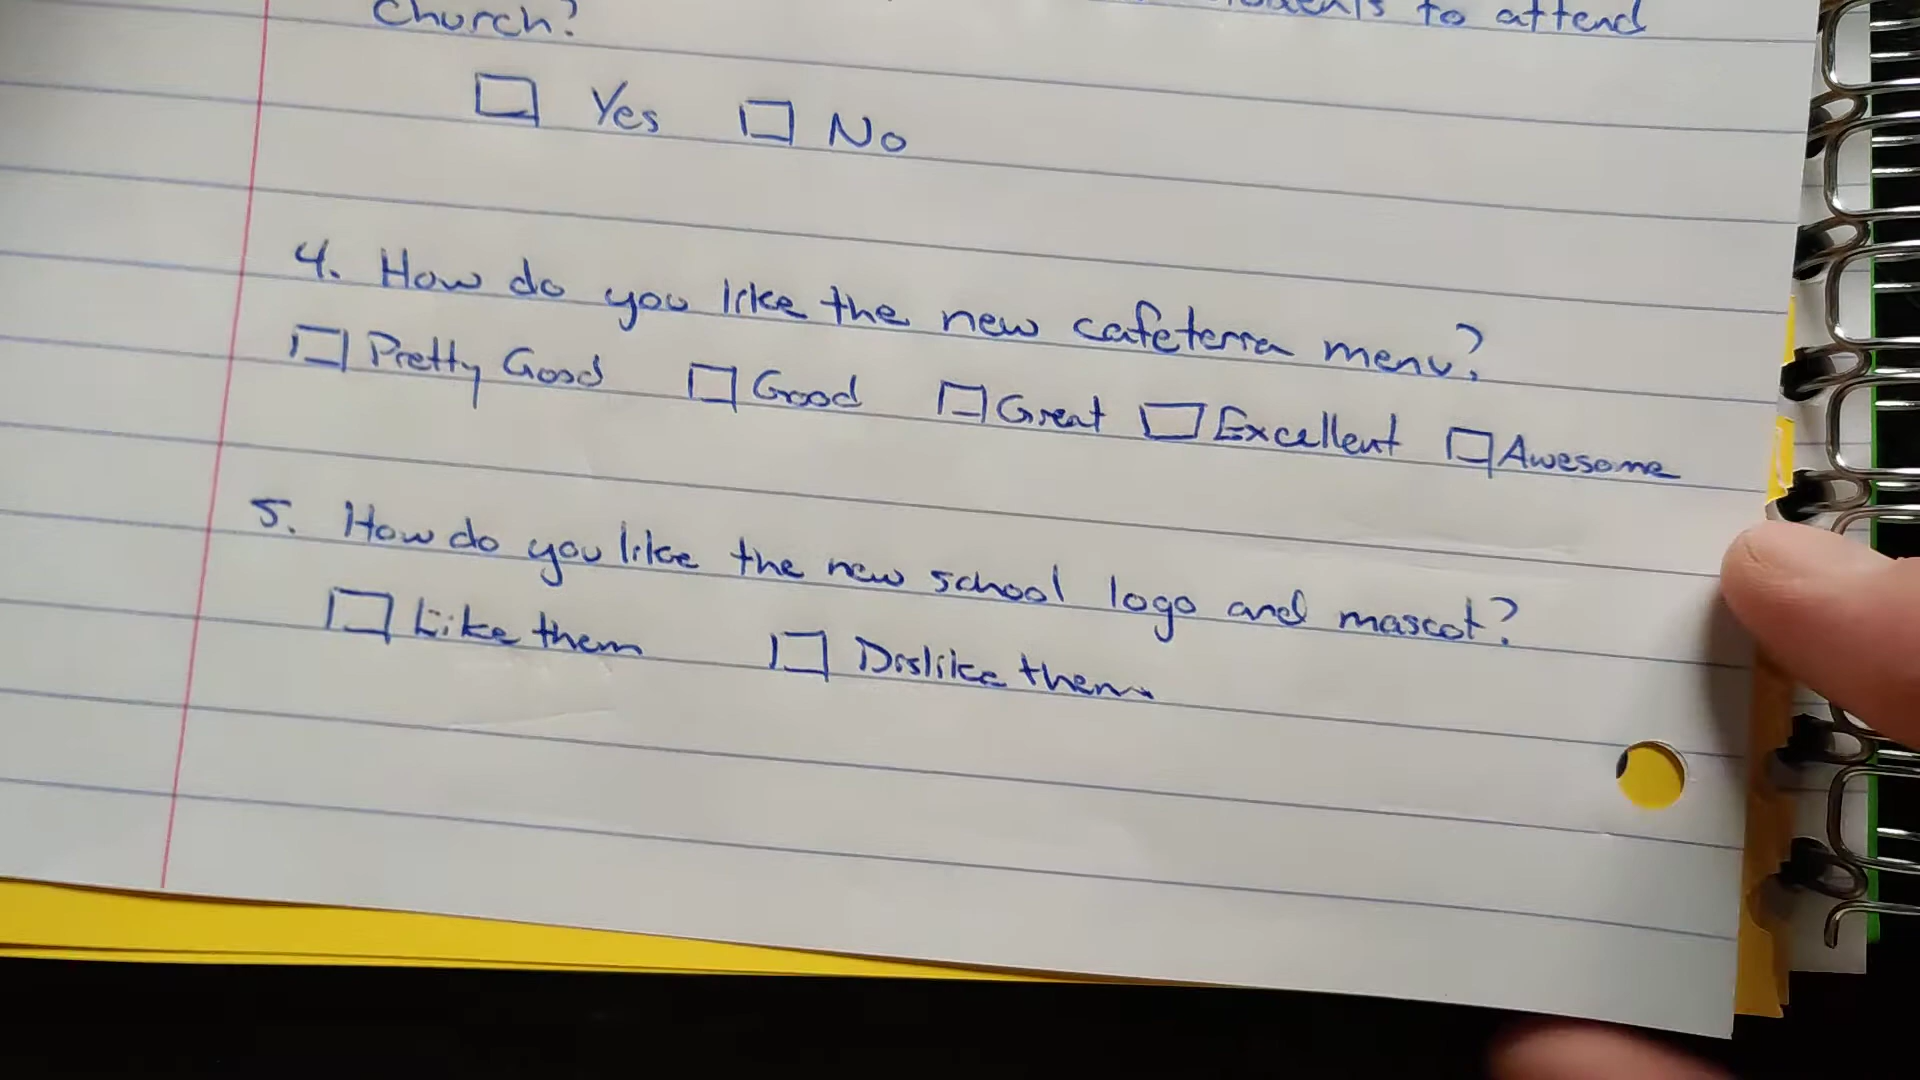 to attend
Church?
☐ Yes ☐ No
4. How do you like the new cafeteria menu?
☐ Pretty Good ☐ Good ☐ Great ☐ Excellent ☐ Awesome
5. How do you like the new school logo and mascot?
☐ Like them ☐ Dislike them